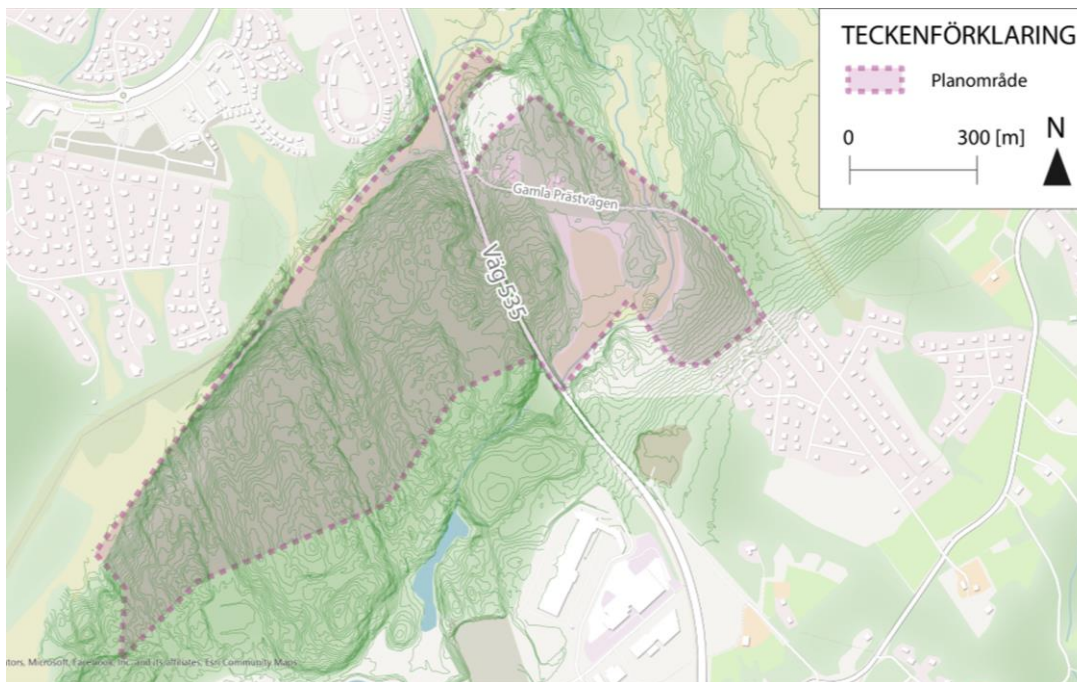 TECKENFÖRKLARING
Planområde
0 300 [m] N
Gamla Prästvägen
Väg 535
tors, Microsoft, Facebook, Inc. and its affiliates, Esri Community Maps